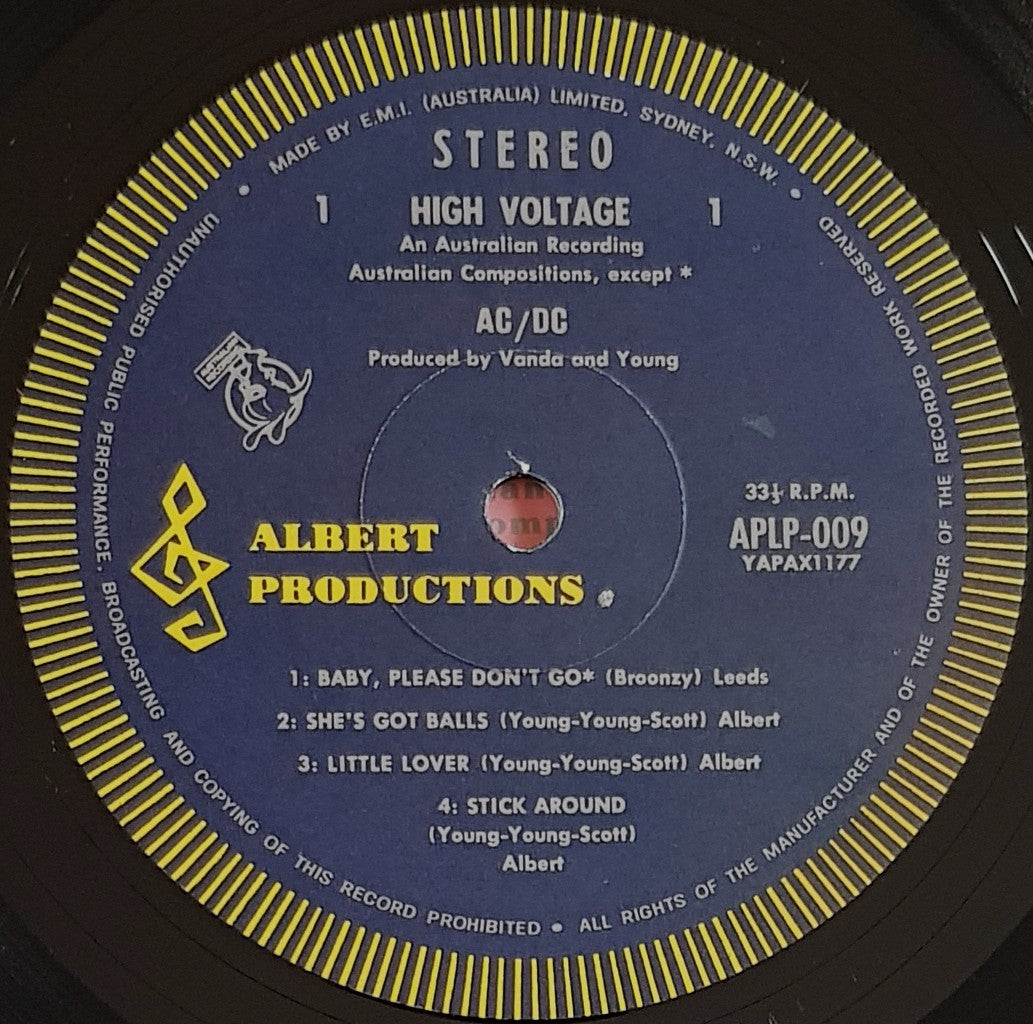 MADE BY E.M.I. (AUSTRALIA) LIMITED, SYDNEY, N.S.W.
STEREO
1 HIGH VOLTAGE 1
An Australian Recording
Australian Compositions, except *
AC/DC
Produced by Vanda and Young
33⅓ R.P.M.
APLP-009
YAPAX1177
ALBERT
PRODUCTIONS
1: BABY, PLEASE DON'T GO* (Broonzy) Leeds
2: SHE'S GOT BALLS (Young-Young-Scott) Albert
3: LITTLE LOVER (Young-Young-Scott) Albert
4: STICK AROUND
(Young-Young-Scott)
Albert
UNAUTHORISED PUBLIC PERFORMANCE, BROADCASTING AND COPYING OF THIS RECORD PROHIBITED • ALL RIGHTS OF THE MANUFACTURER AND OF THE OWNER OF THE RECORDED WORK RESERVED